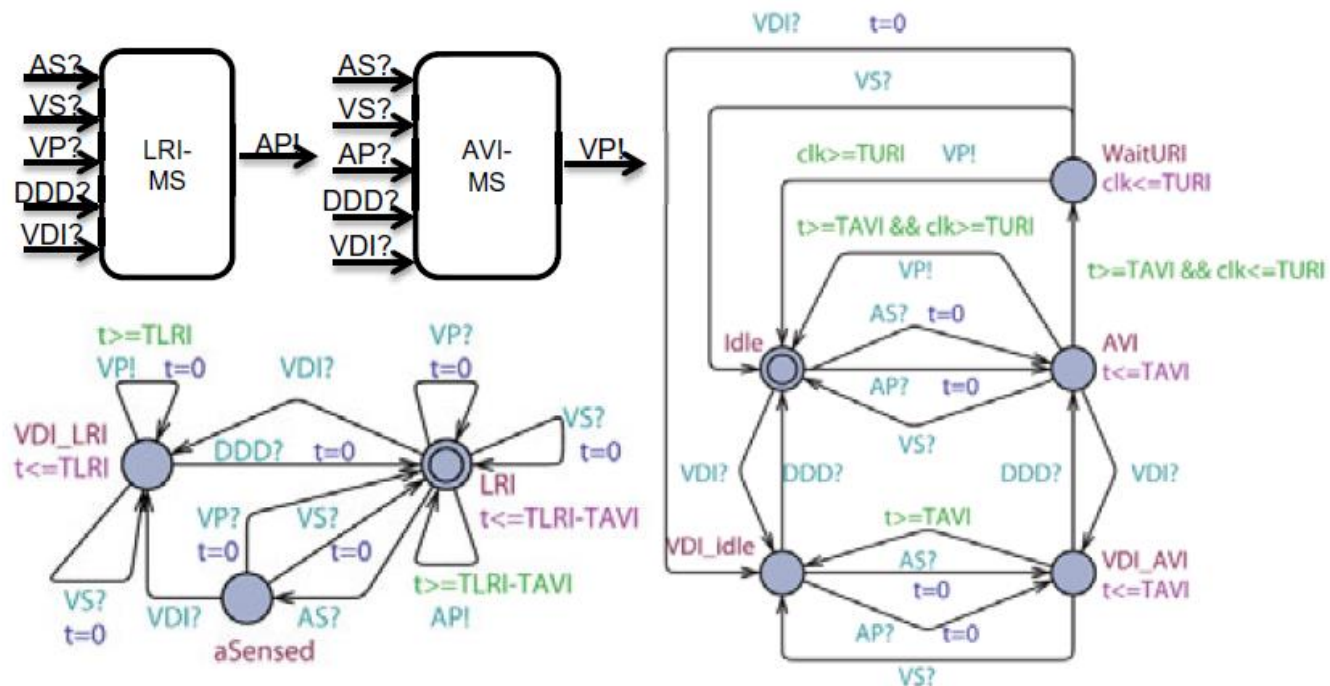 AS?
VS?
VP?
DDD?
VDI?
LRI-
MS
AP!
AS?
VS?
AP?
DDD?
VDI?
AVI-
MS
VP!
t>=TLRI
VP! t=0
VDI?
VP?
t=0
VS?
t=0
VDI_LRI
t<=TLRI
DDD? t=0
LRI
t<=TLRI-TAVI
VP? VS?
t=0 t=0
t>=TLRI-TAVI
AP!
VS?
t=0
VDI?
AS?
aSensed
VDI? t=0
VS?
clk>=TURI VP!
WaitURI
clk<=TURI
t>=TAVI && clk>=TURI
VP!
t>=TAVI && clk<=TURI
AS? t=0
Idle
AVI
t<=TAVI
AP? t=0
VS?
VDI?
DDD?
DDD?
VDI?
t>=TAVI
VDI_idle
AS?
t=0
VDI_AVI
t<=TAVI
AP? t=0
VS?